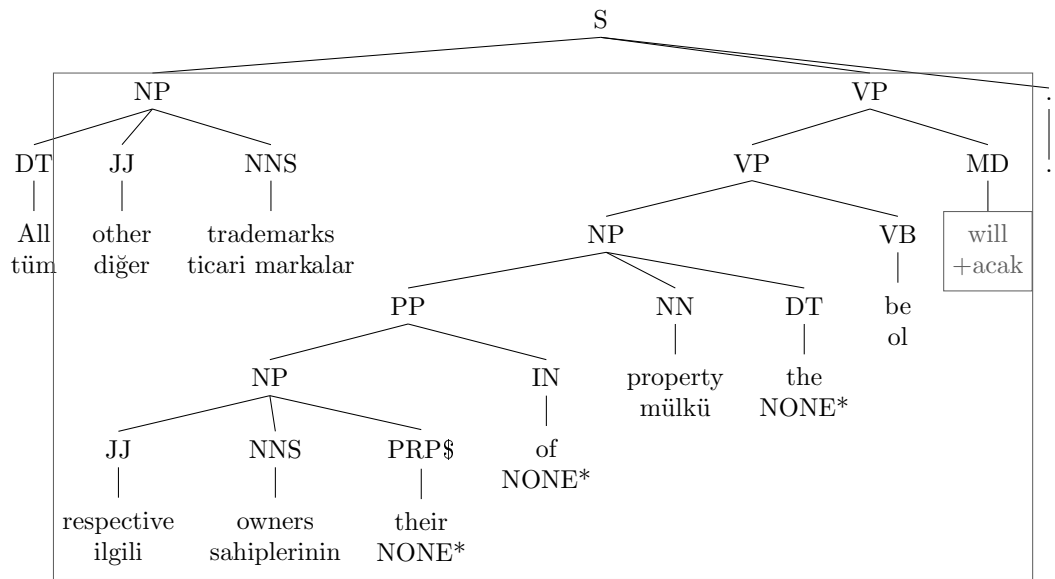 S
NP VP .
DT JJ NNS VP MD .
All other trademarks NP VB will
tüm diğer ticari markalar +acak
PP NN DT be
ol
NP IN property the
mülkü NONE*
JJ NNS PRP$ of
NONE*
respective owners their
ilgili sahiplerinin NONE*